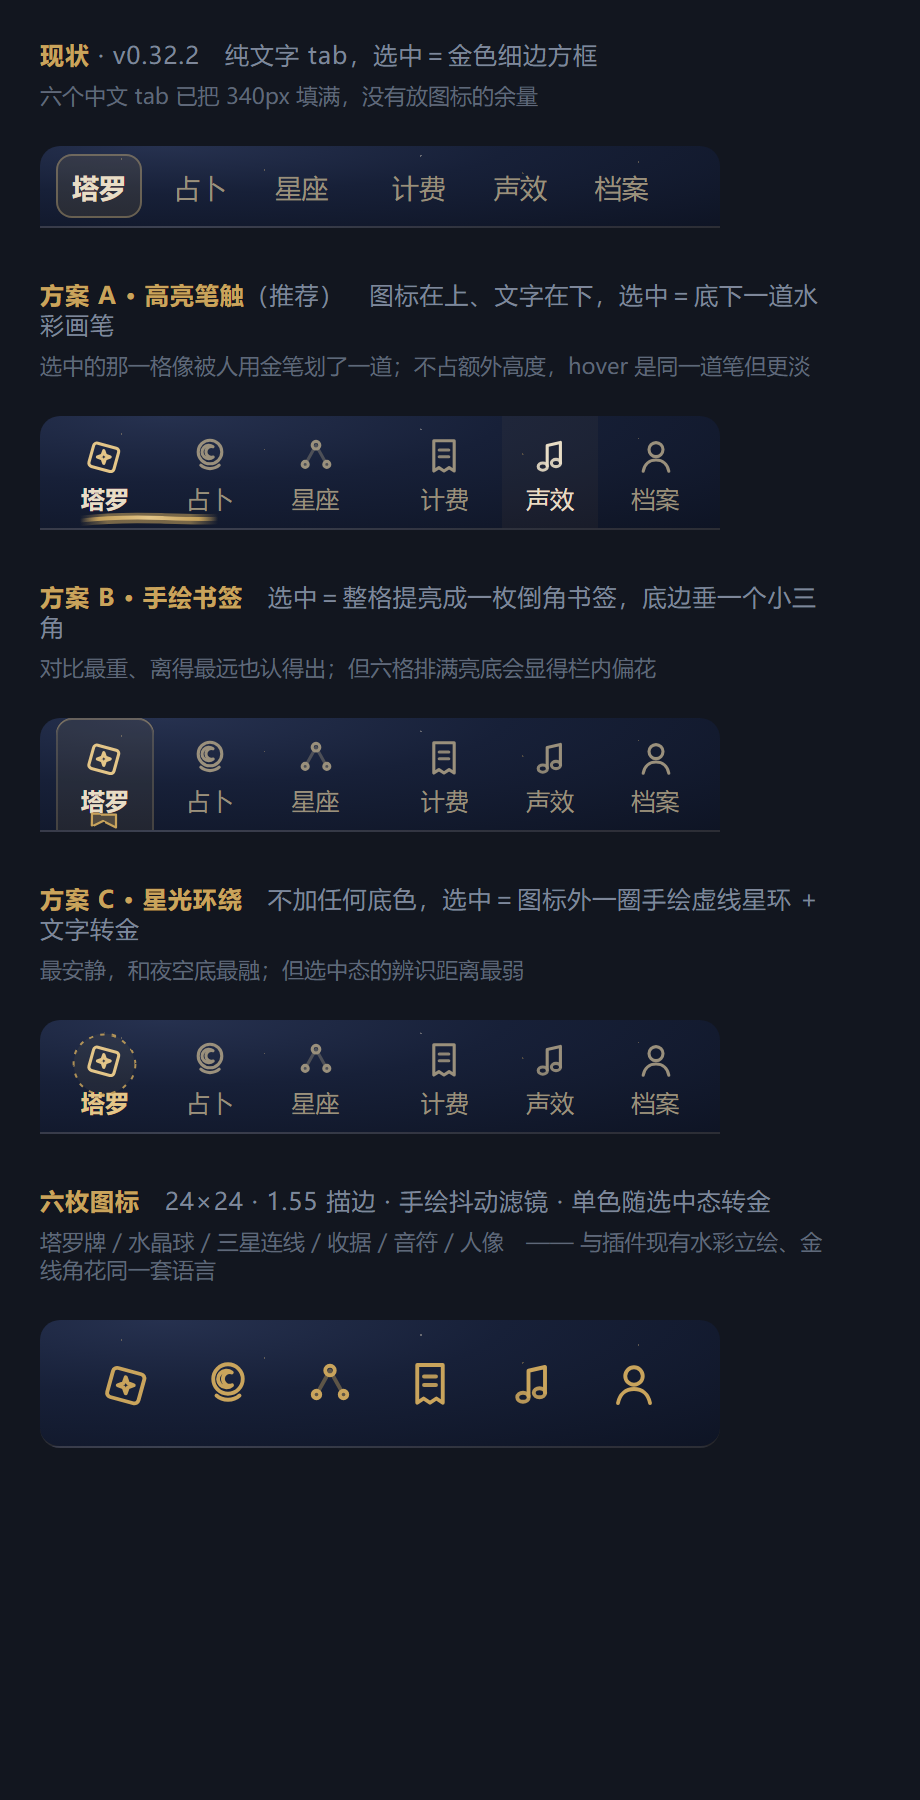 现状 · v0.32.2 纯文字 tab，选中 = 金色细边方框
六个中文 tab 已把 340px 填满，没有放图标的余量
塔罗 占卜 星座 计费 声效 档案
方案 A · 高亮笔触（推荐） 图标在上、文字在下，选中 = 底下一道水
彩画笔
选中的那一格像被人用金笔划了一道；不占额外高度，hover 是同一道笔但更淡
塔罗 占卜 星座 计费 声效 档案
方案 B · 手绘书签 选中 = 整格提亮成一枚倒角书签，底边垂一个小三
角
对比最重、离得最远也认得出；但六格排满亮底会显得栏内偏花
塔罗 占卜 星座 计费 声效 档案
方案 C · 星光环绕 不加任何底色，选中 = 图标外一圈手绘虚线星环 +
文字转金
最安静，和夜空底最融；但选中态的辨识距离最弱
塔罗 占卜 星座 计费 声效 档案
六枚图标 24×24 · 1.55 描边 · 手绘抖动滤镜 · 单色随选中态转金
塔罗牌 / 水晶球 / 三星连线 / 收据 / 音符 / 人像 —— 与插件现有水彩立绘、金
线角花同一套语言